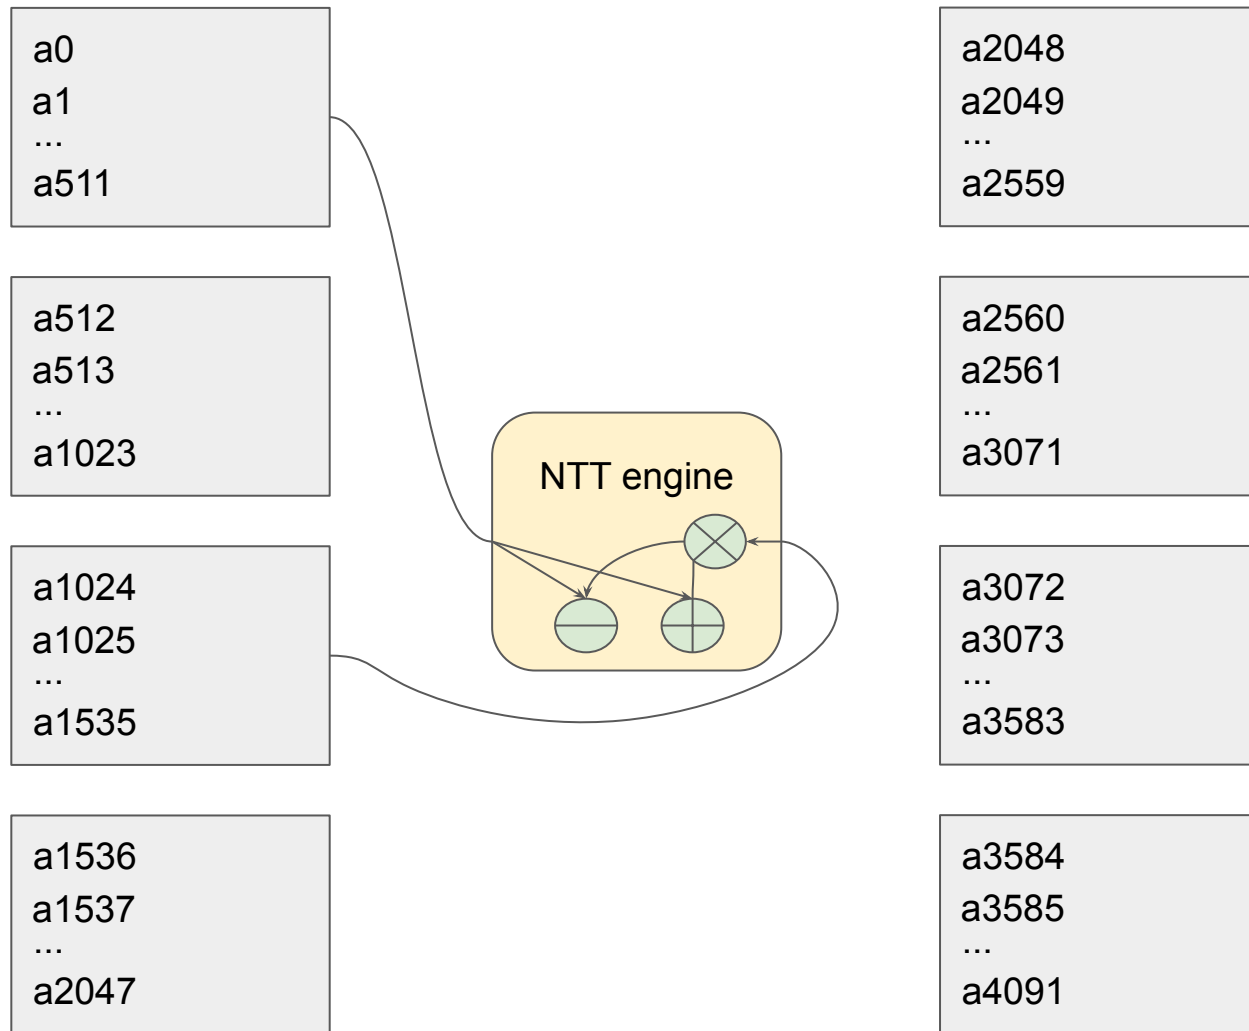 a0
a1
...
a511
a512
a513
...
a1023
a1024
a1025
...
a1535
a1536
a1537
...
a2047
NTT engine
a2048
a2049
...
a2559
a2560
a2561
...
a3071
a3072
a3073
...
a3583
a3584
a3585
...
a4091